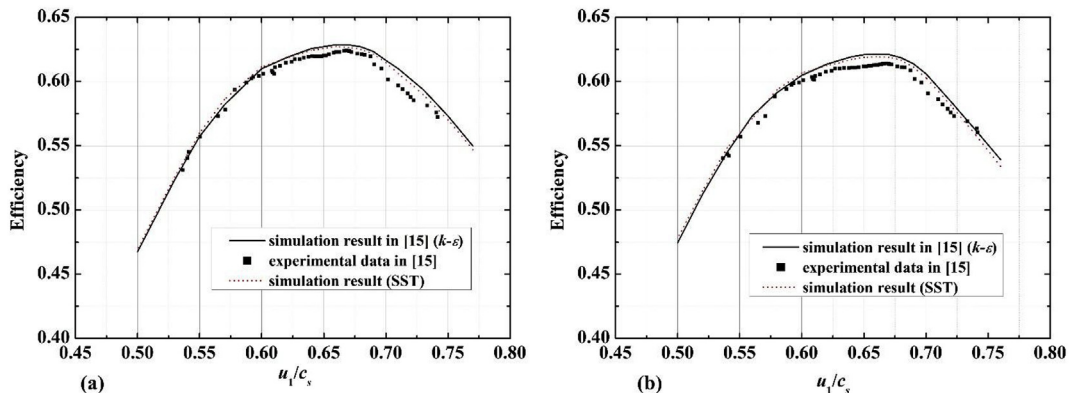 0.65
0.60
0.55
0.50
0.45
0.40
Efficiency
simulation result in [15] (k-ε)
experimental data in [15]
simulation result (SST)
0.45 0.50 0.55 0.60 0.65 0.70 0.75 0.80
(a)
u1/cs
0.65
0.60
0.55
0.50
0.45
0.40
Efficiency
simulation result in [15] (k-ε)
experimental data in [15]
simulation result (SST)
0.45 0.50 0.55 0.60 0.65 0.70 0.75 0.80
(b)
u1/cs